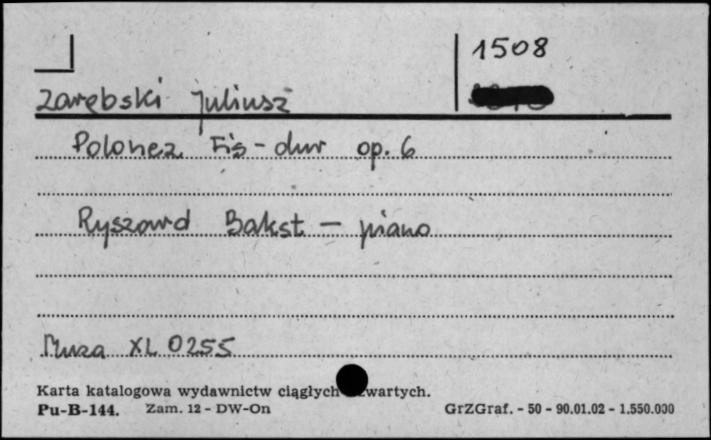 1508
Zarębski Juliusz
Polonez Fis-dur op. 6
Ryszard Bakst – piano
Muza XL 0255
Karta katalogowa wydawnictw ciągłych zwartych.
Pu-B-144. Zam. 12 - DW-On GrZGraf. - 50 - 90.01.02 - 1.550.000